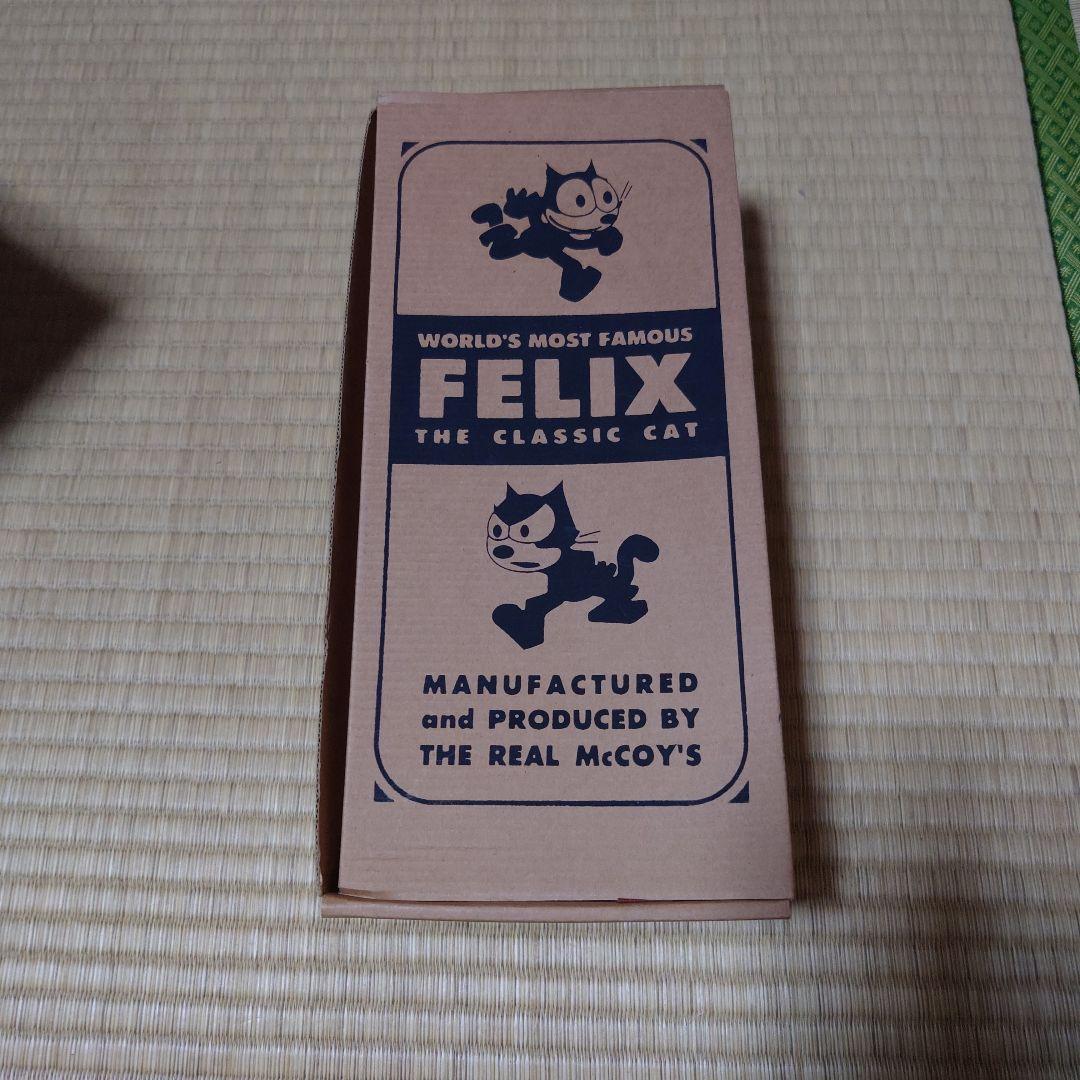 WORLD'S MOST FAMOUS
FELIX
THE CLASSIC CAT
MANUFACTURED
and PRODUCED BY
THE REAL McCOY'S